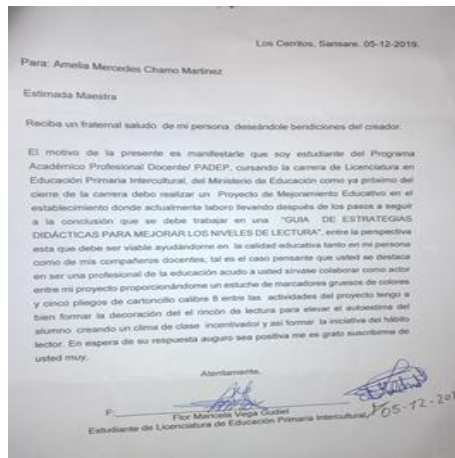 Los Cerritos, Sansare. 05-12-2019.
Para: Amelia Mercedes Chamo Martinez
Estimada Maestra
Reciba un fraternal saludo de mi persona deseándole bendiciones del creador.
El motivo de la presente es manifestarle que soy estudiante del Programa
Académico Profesional Docente/ PADEP, cursando la carrera de Licenciatura en
Educación Primaria Intercultural, del Ministerio de Educación como ya próximo del
cierre de la carrera debo realizar un Proyecto de Mejoramiento Educativo en el
establecimiento donde actualmente laboro llevando después de los pasos a seguir
a la conclusión que se debe trabajar en una "GUIA DE ESTRATEGIAS
DIDÁCTICAS PARA MEJORAR LOS NIVELES DE LECTURA", entre la perspectiva
esta que debe ser viable ayudándome en la calidad educativa tanto en mi persona
como de mis compañeros docentes; tal es el caso pensante que usted se destaca
en ser una profesional de la educación acudo a usted sírvase colaborar como actor
entre mi proyecto proporcionándome un estuche de marcadores gruesos de colores
y cinco pliegos de cartoncillo calibre 8 entre las actividades del proyecto tengo a
bien formar la decoración del el rincón de lectura para elevar el autoestima del
alumno creando un clima de clase incentivador y así formar la iniciativa del hábito
lector. En espera de su respuesta auguro sea positiva me es grato suscribirme de
usted muy.
Atentamente,
F.
Flor Maricela Vega Gudiel
Estudiante de Licenciatura de Educación Primaria Intercultural
05-12-201